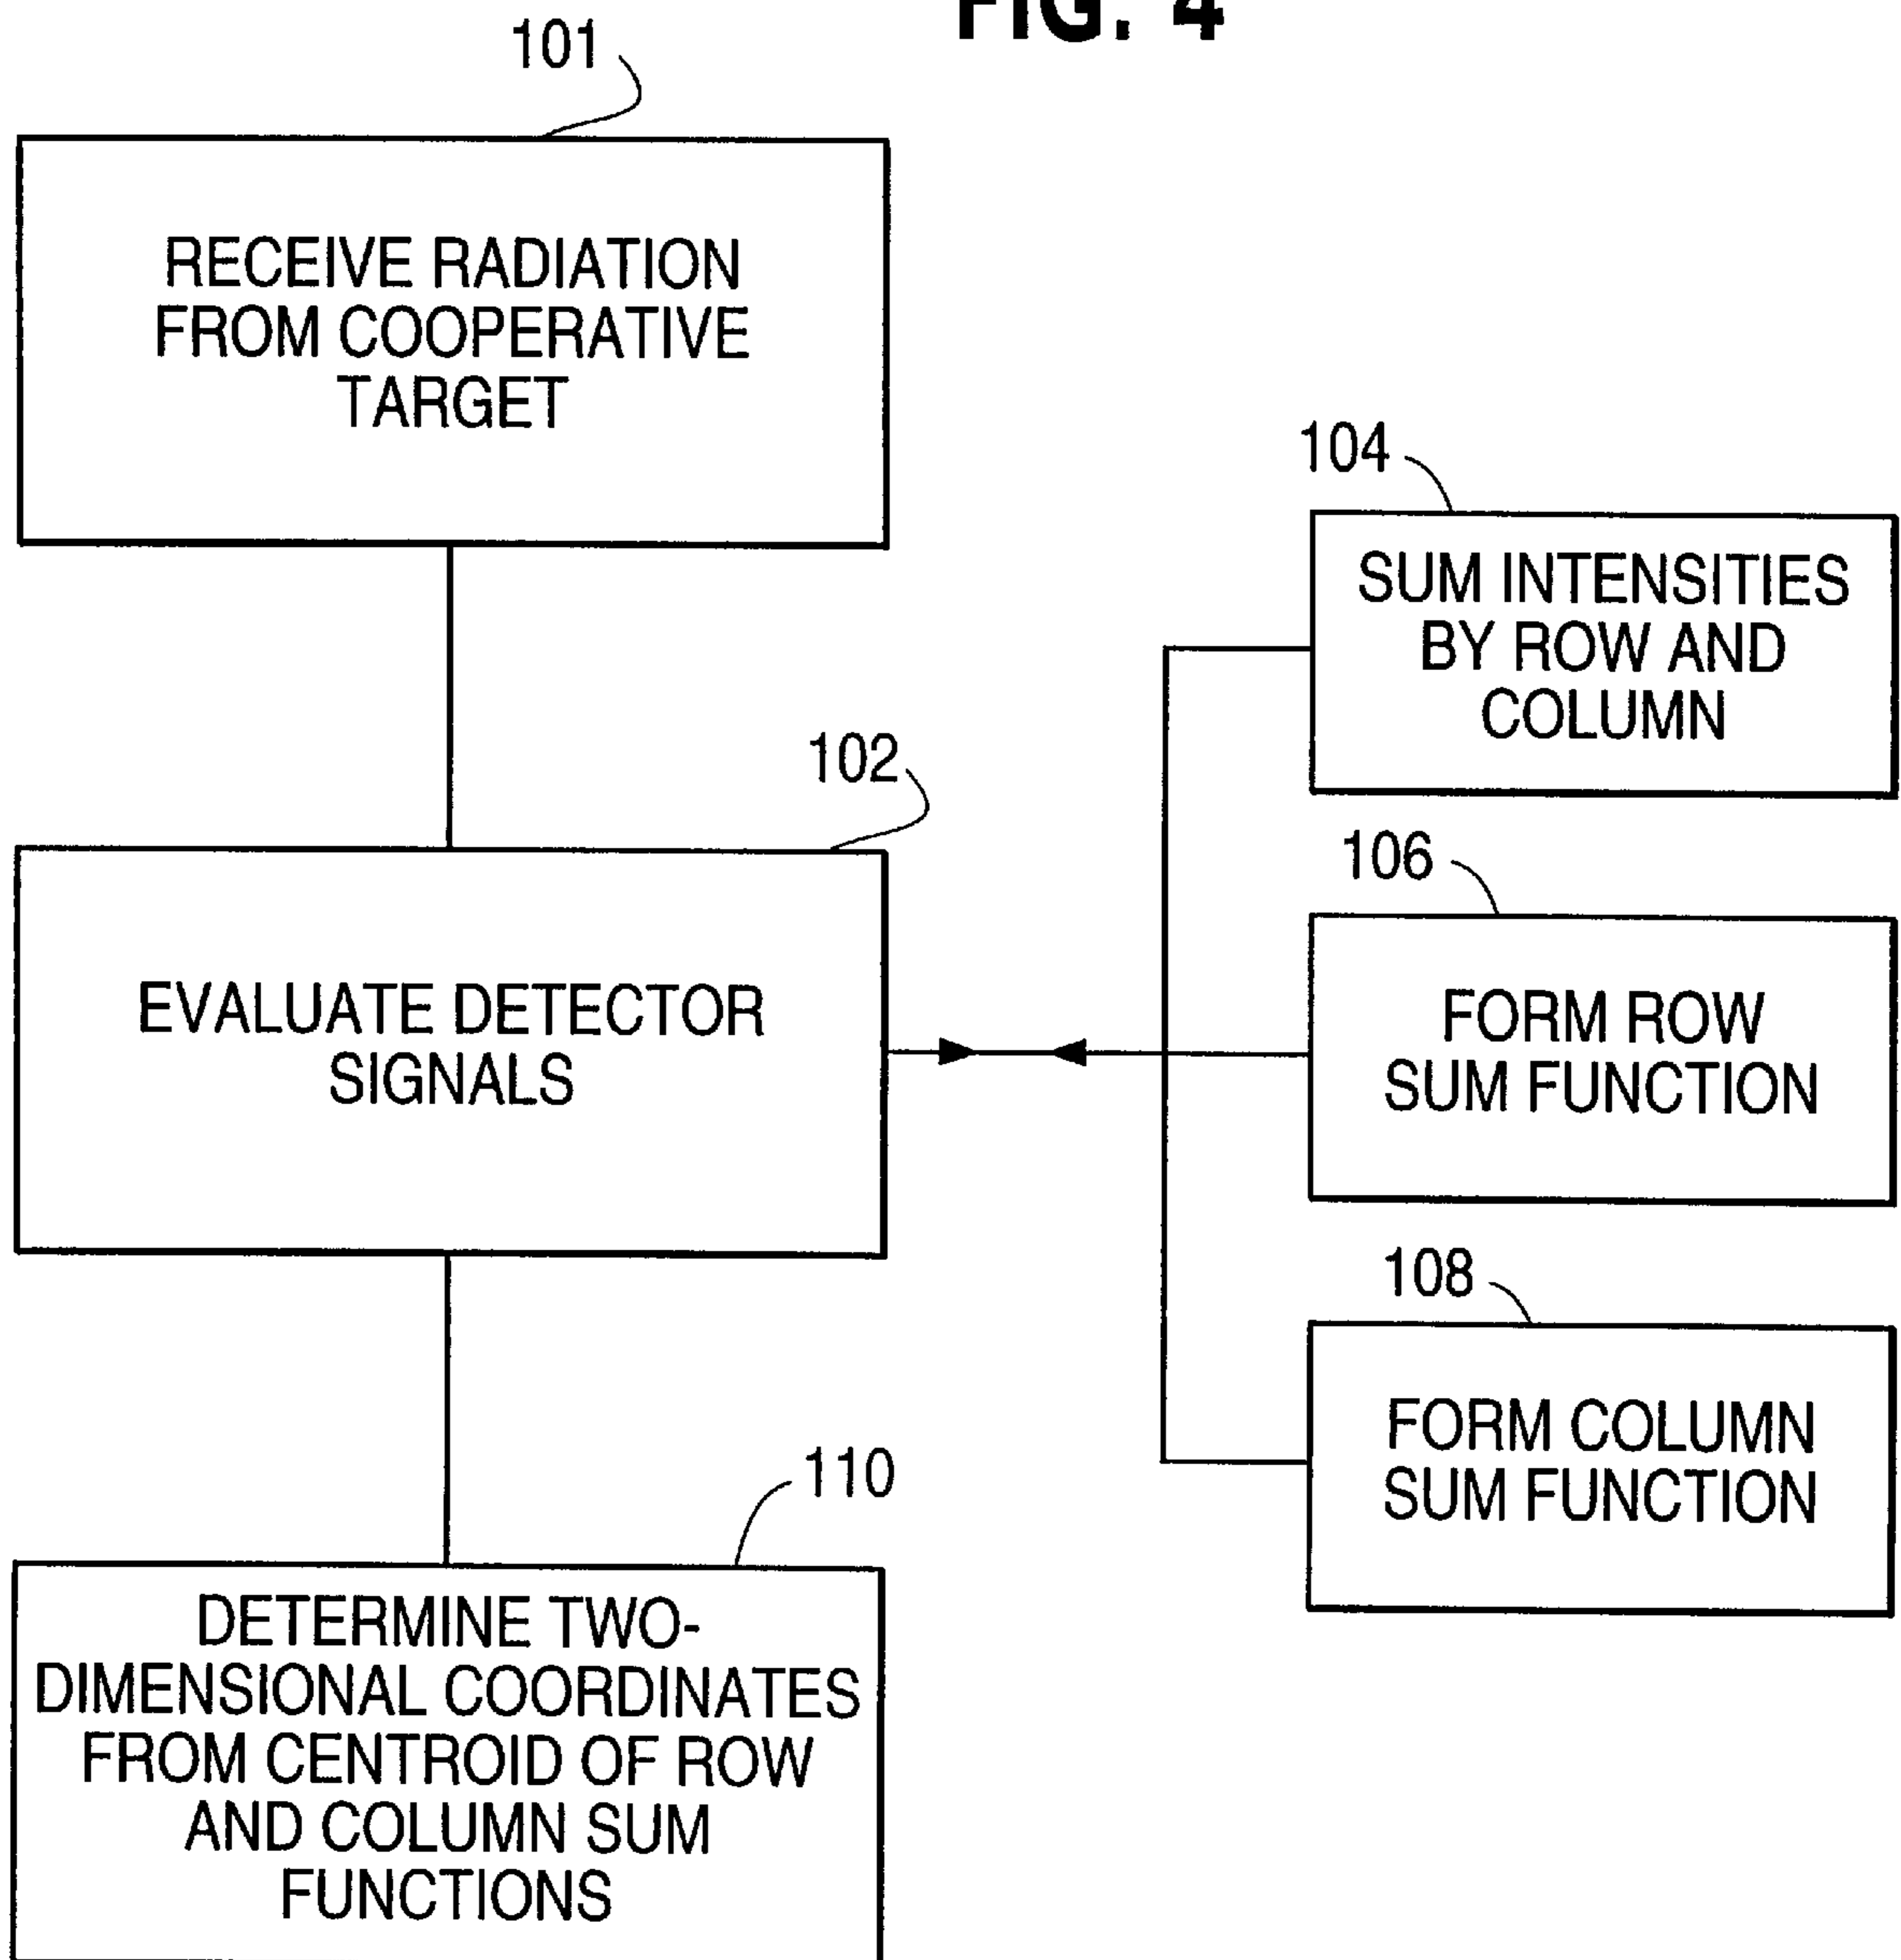 FIG. 4
101
RECEIVE RADIATION
FROM COOPERATIVE
TARGET
104
SUM INTENSITIES
BY ROW AND
COLUMN
102
EVALUATE DETECTOR
SIGNALS
106
FORM ROW
SUM FUNCTION
108
FORM COLUMN
SUM FUNCTION
110
DETERMINE TWO-
DIMENSIONAL COORDINATES
FROM CENTROID OF ROW
AND COLUMN SUM
FUNCTIONS